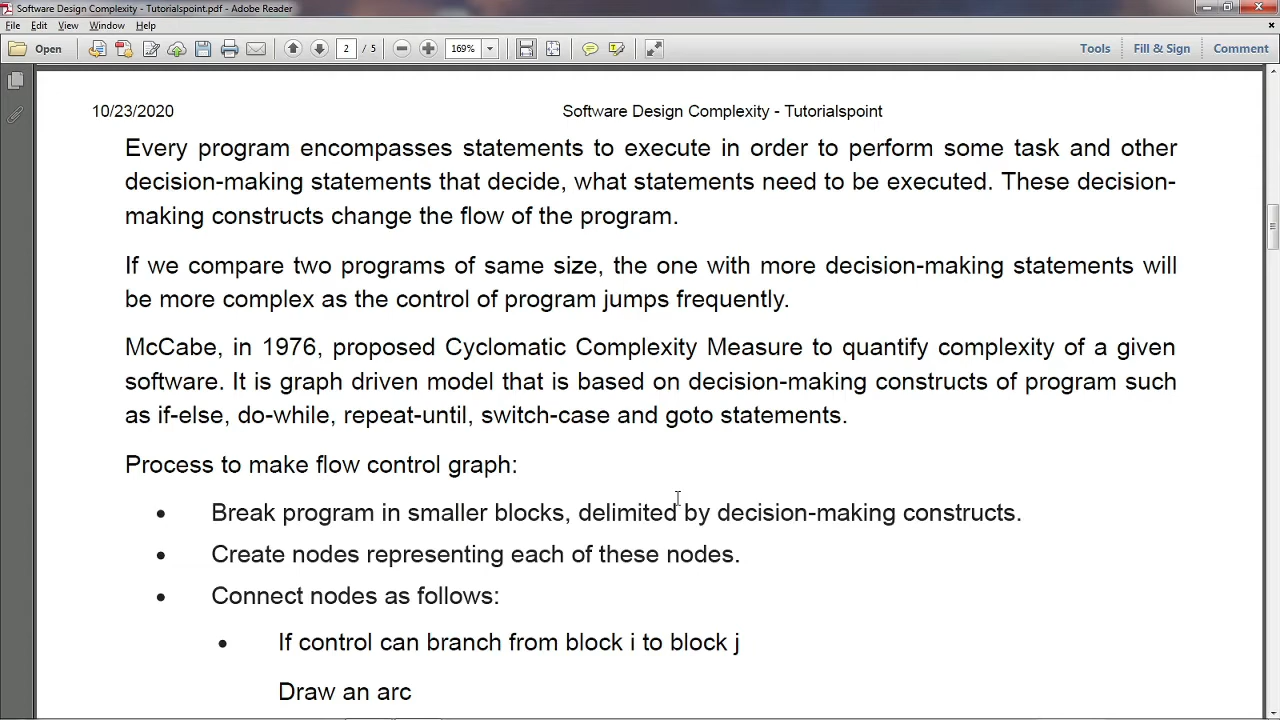 Software Design Complexity - Tutorialspoint.pdf - Adobe Reader
File Edit View Window Help
Open 2 / 5 169% Tools Fill & Sign Comment
10/23/2020 Software Design Complexity - Tutorialspoint
Every program encompasses statements to execute in order to perform some task and other
decision-making statements that decide, what statements need to be executed. These decision-
making constructs change the flow of the program.
If we compare two programs of same size, the one with more decision-making statements will
be more complex as the control of program jumps frequently.
McCabe, in 1976, proposed Cyclomatic Complexity Measure to quantify complexity of a given
software. It is graph driven model that is based on decision-making constructs of program such
as if-else, do-while, repeat-until, switch-case and goto statements.
Process to make flow control graph:
• Break program in smaller blocks, delimited by decision-making constructs.
• Create nodes representing each of these nodes.
• Connect nodes as follows:
• If control can branch from block i to block j
Draw an arc